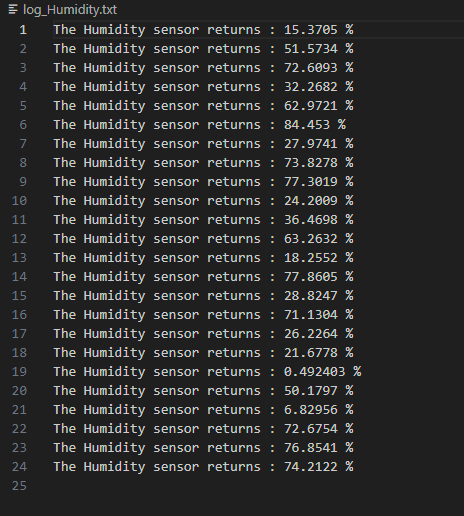 log_Humidity.txt
1 The Humidity sensor returns : 15.3705 %
2 The Humidity sensor returns : 51.5734 %
3 The Humidity sensor returns : 72.6093 %
4 The Humidity sensor returns : 32.2682 %
5 The Humidity sensor returns : 62.9721 %
6 The Humidity sensor returns : 84.453 %
7 The Humidity sensor returns : 27.9741 %
8 The Humidity sensor returns : 73.8278 %
9 The Humidity sensor returns : 77.3019 %
10 The Humidity sensor returns : 24.2009 %
11 The Humidity sensor returns : 36.4698 %
12 The Humidity sensor returns : 63.2632 %
13 The Humidity sensor returns : 18.2552 %
14 The Humidity sensor returns : 77.8605 %
15 The Humidity sensor returns : 28.8247 %
16 The Humidity sensor returns : 71.1304 %
17 The Humidity sensor returns : 26.2264 %
18 The Humidity sensor returns : 21.6778 %
19 The Humidity sensor returns : 0.492403 %
20 The Humidity sensor returns : 50.1797 %
21 The Humidity sensor returns : 6.82956 %
22 The Humidity sensor returns : 72.6754 %
23 The Humidity sensor returns : 76.8541 %
24 The Humidity sensor returns : 74.2122 %
25